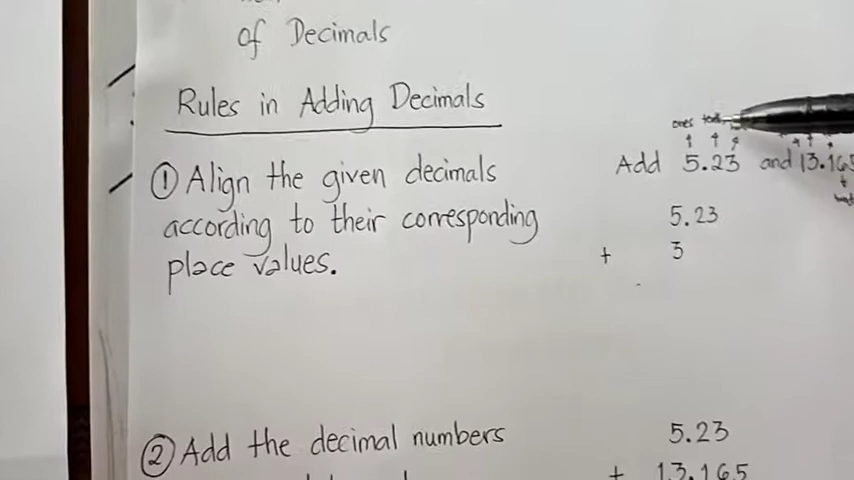 of Decimals
Rules in Adding Decimals
① Align the given decimals
according to their corresponding
place values.
ones
Add 5.23 and 13.165
5.23
+ 3
② Add the decimal numbers
5.23
+ 13.165